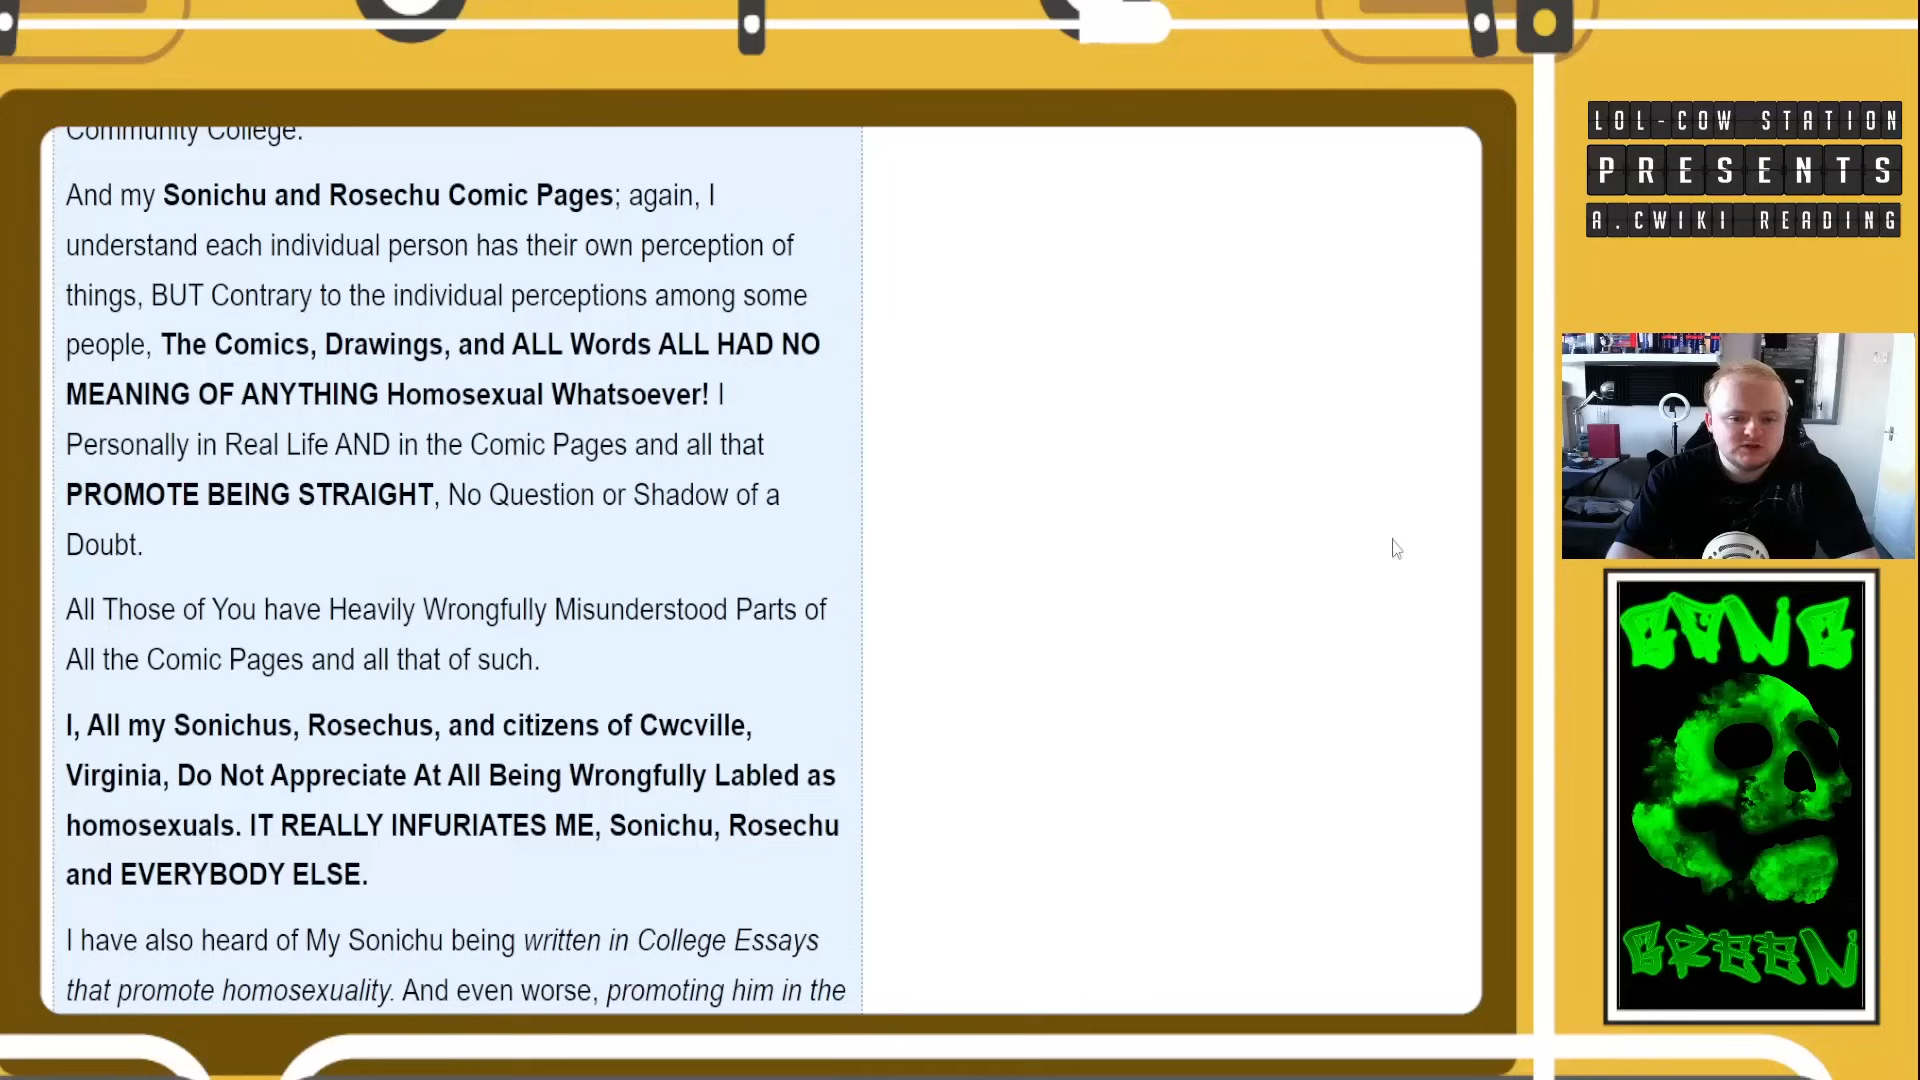 Community College.
And my Sonichu and Rosechu Comic Pages; again, I
understand each individual person has their own perception of
things, BUT Contrary to the individual perceptions among some
people, The Comics, Drawings, and ALL Words ALL HAD NO
MEANING OF ANYTHING Homosexual Whatsoever! I
Personally in Real Life AND in the Comic Pages and all that
PROMOTE BEING STRAIGHT, No Question or Shadow of a
Doubt.
All Those of You have Heavily Wrongfully Misunderstood Parts of
All the Comic Pages and all that of such.
I, All my Sonichus, Rosechus, and citizens of Cwcville,
Virginia, Do Not Appreciate At All Being Wrongfully Labled as
homosexuals. IT REALLY INFURIATES ME, Sonichu, Rosechu
and EVERYBODY ELSE.
I have also heard of My Sonichu being written in College Essays
that promote homosexuality. And even worse, promoting him in the
LOL-COW STATION
PRESENTS
A.CWIKI READING
GONE
GREEN